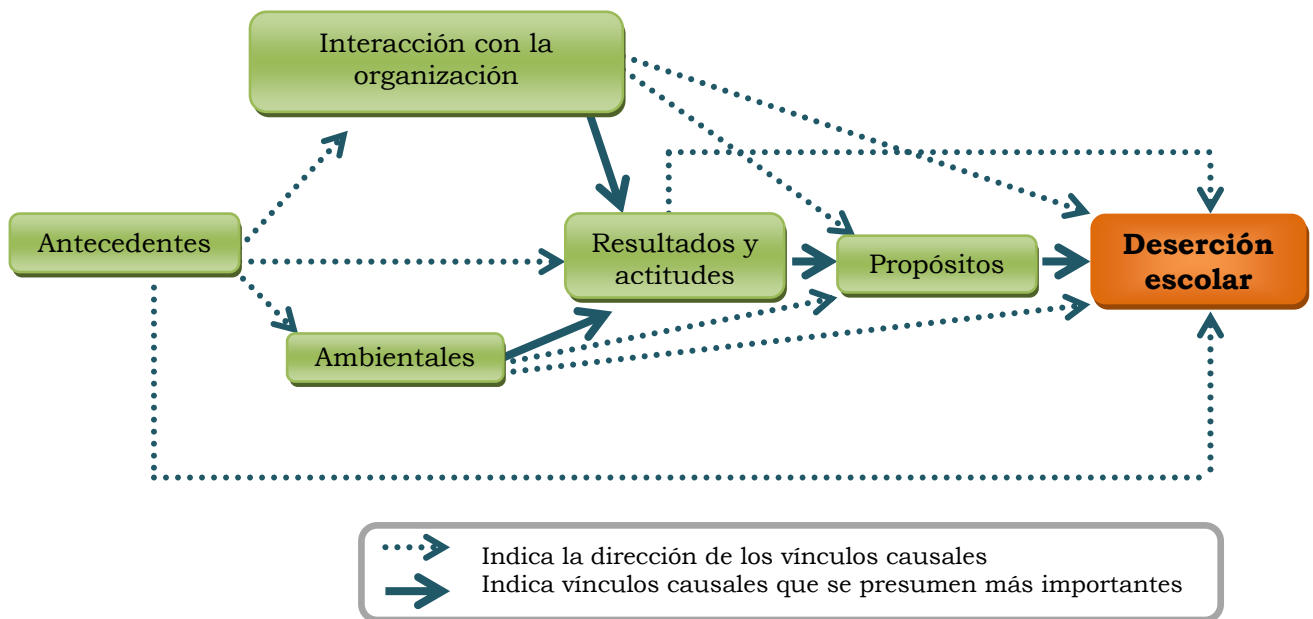 Interacción con la
organización
Antecedentes
Resultados y
actitudes
Propósitos
Deserción
escolar
Ambientales
Indica la dirección de los vínculos causales
Indica vínculos causales que se presumen más importantes